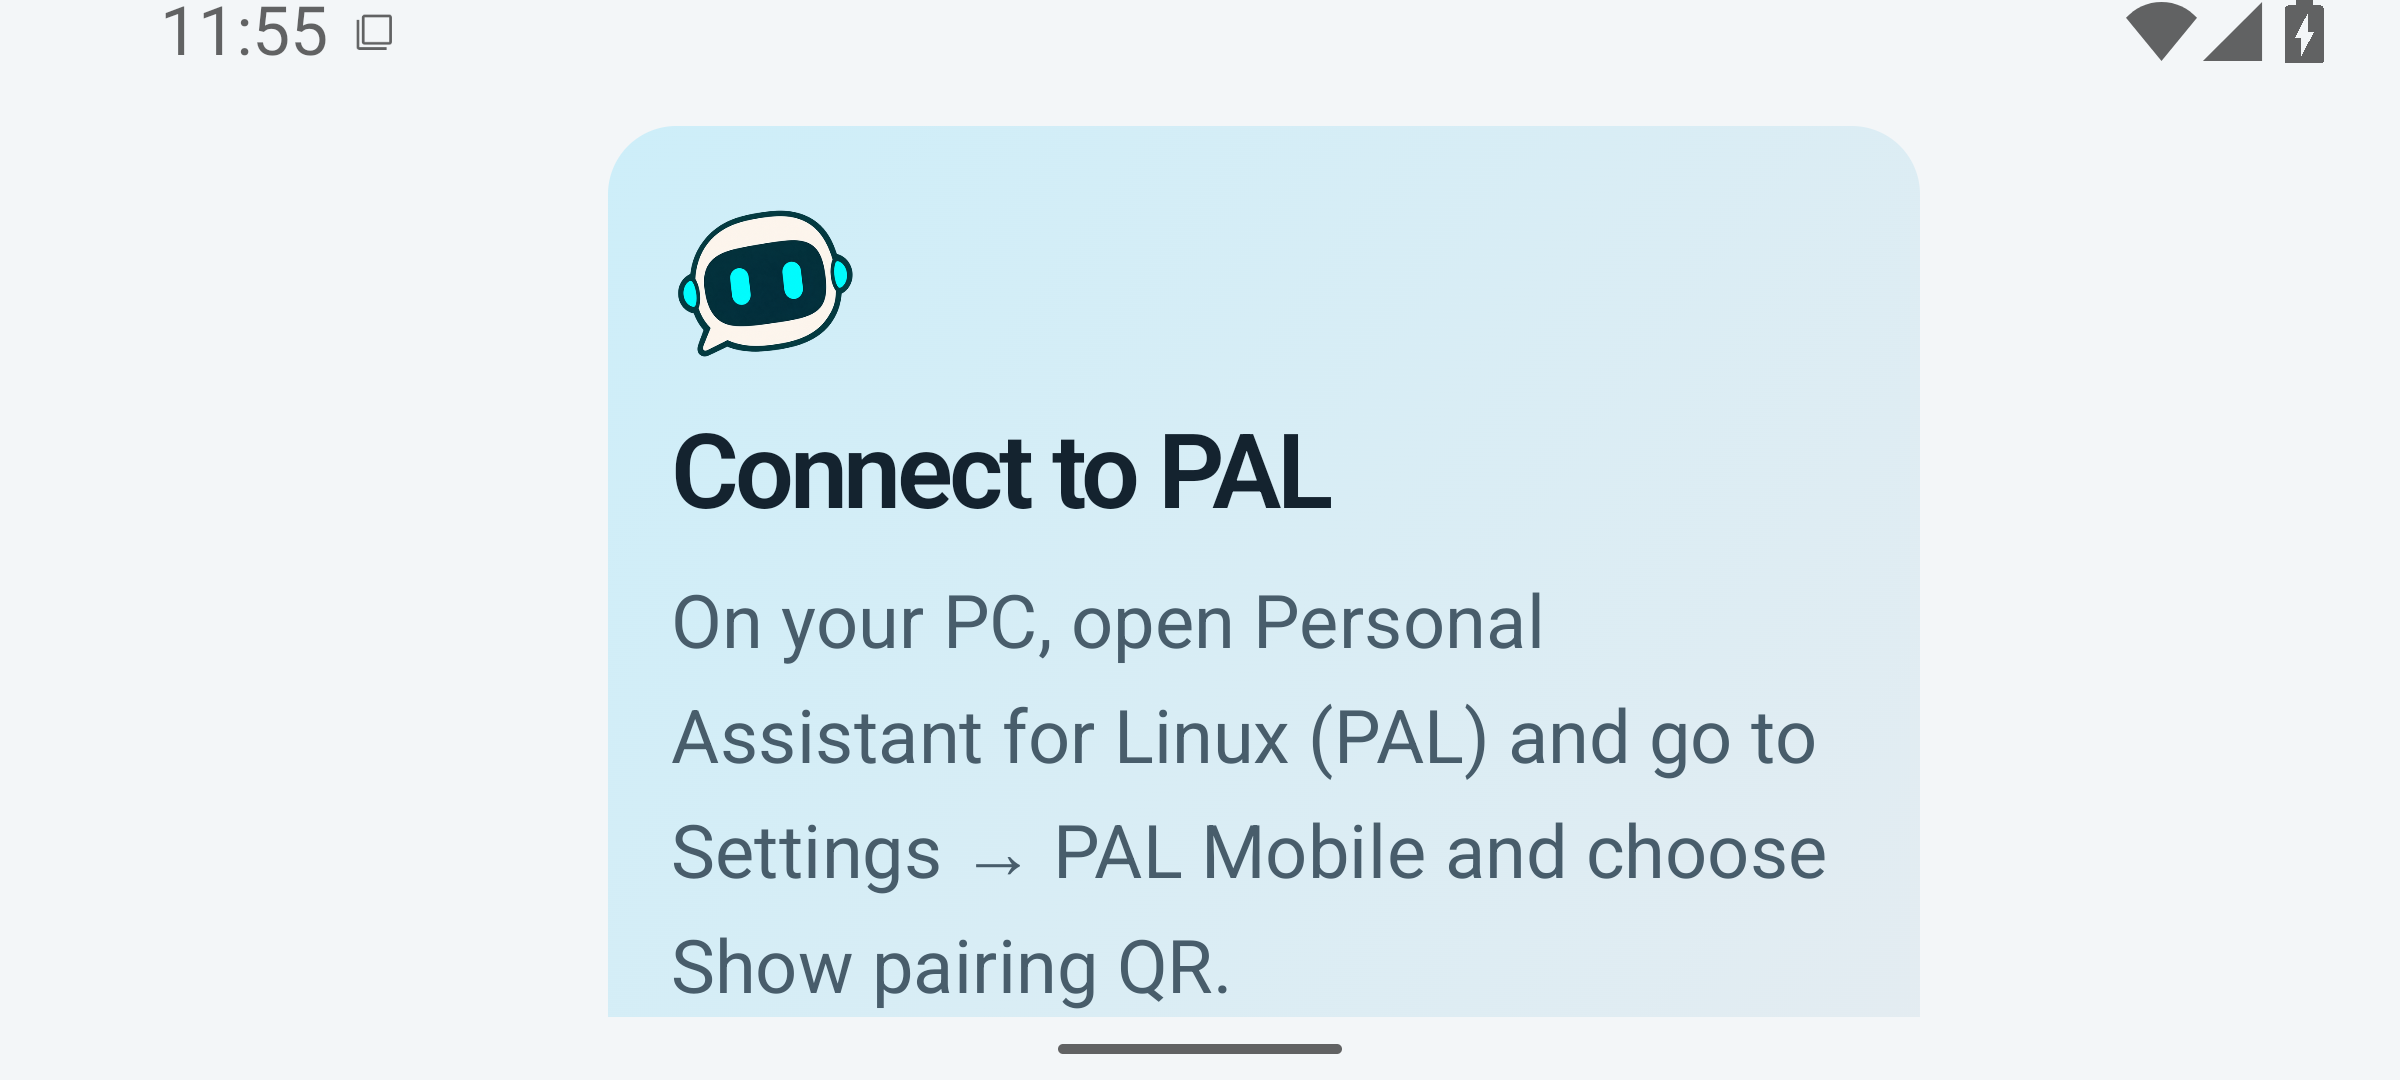 11:55
Connect to PAL
On your PC, open Personal
Assistant for Linux (PAL) and go to
Settings → PAL Mobile and choose
Show pairing QR.